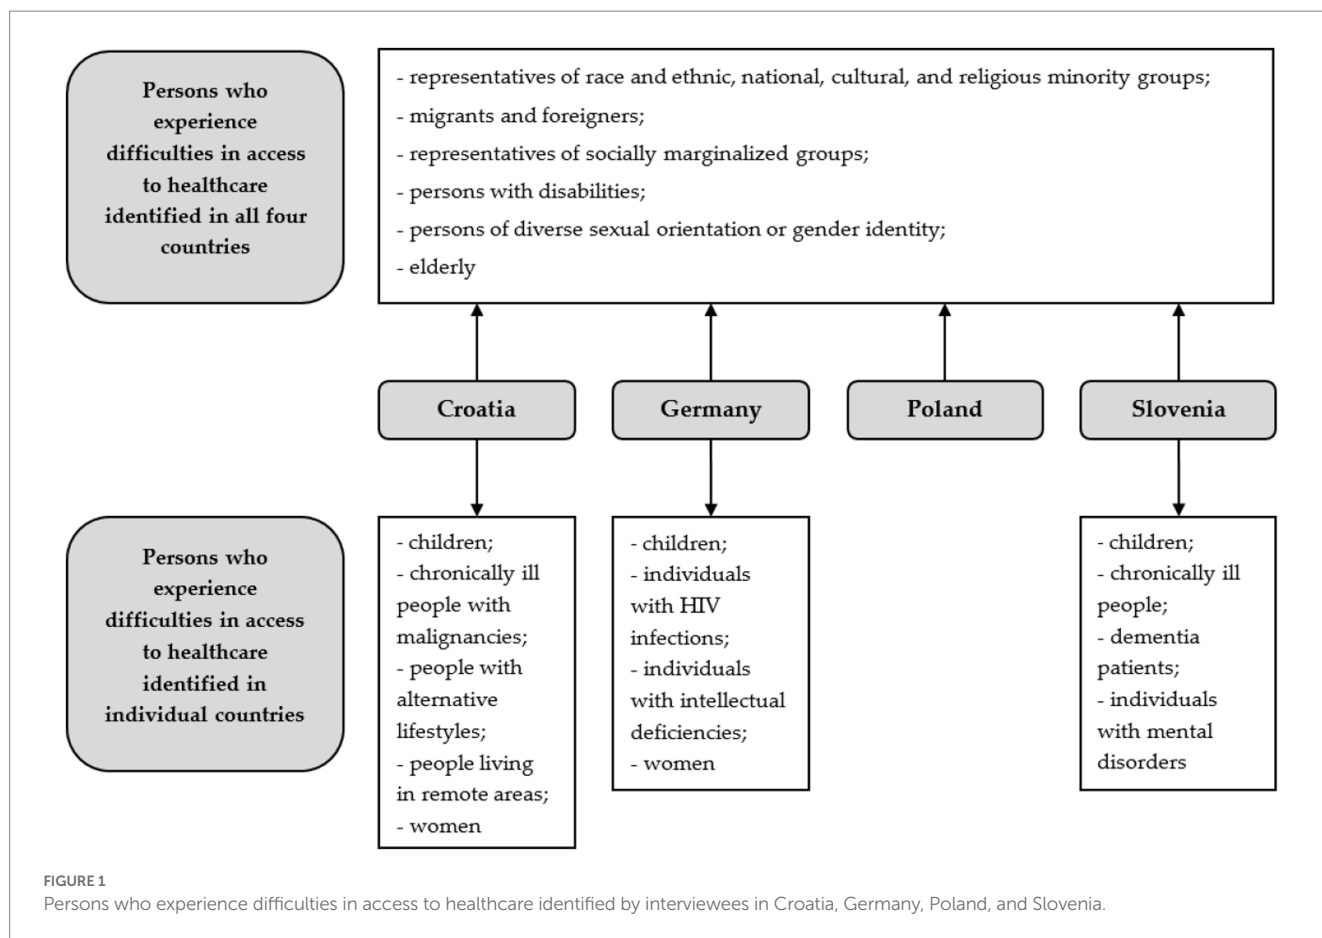 Persons who
experience
difficulties in access
to healthcare
identified in all four
countries
- representatives of race and ethnic, national, cultural, and religious minority groups;
- migrants and foreigners;
- representatives of socially marginalized groups;
- persons with disabilities;
- persons of diverse sexual orientation or gender identity;
- elderly
Croatia
Germany
Poland
Slovenia
Persons who
experience
difficulties in access
to healthcare
identified in
individual countries
- children;
- chronically ill
people with
malignancies;
- people with
alternative
lifestyles;
- people living
in remote areas;
- women
- children;
- individuals
with HIV
infections;
- individuals
with intellectual
deficiencies;
- women
- children;
- chronically ill
people;
- dementia
patients;
- individuals
with mental
disorders
FIGURE 1
Persons who experience difficulties in access to healthcare identified by interviewees in Croatia, Germany, Poland, and Slovenia.